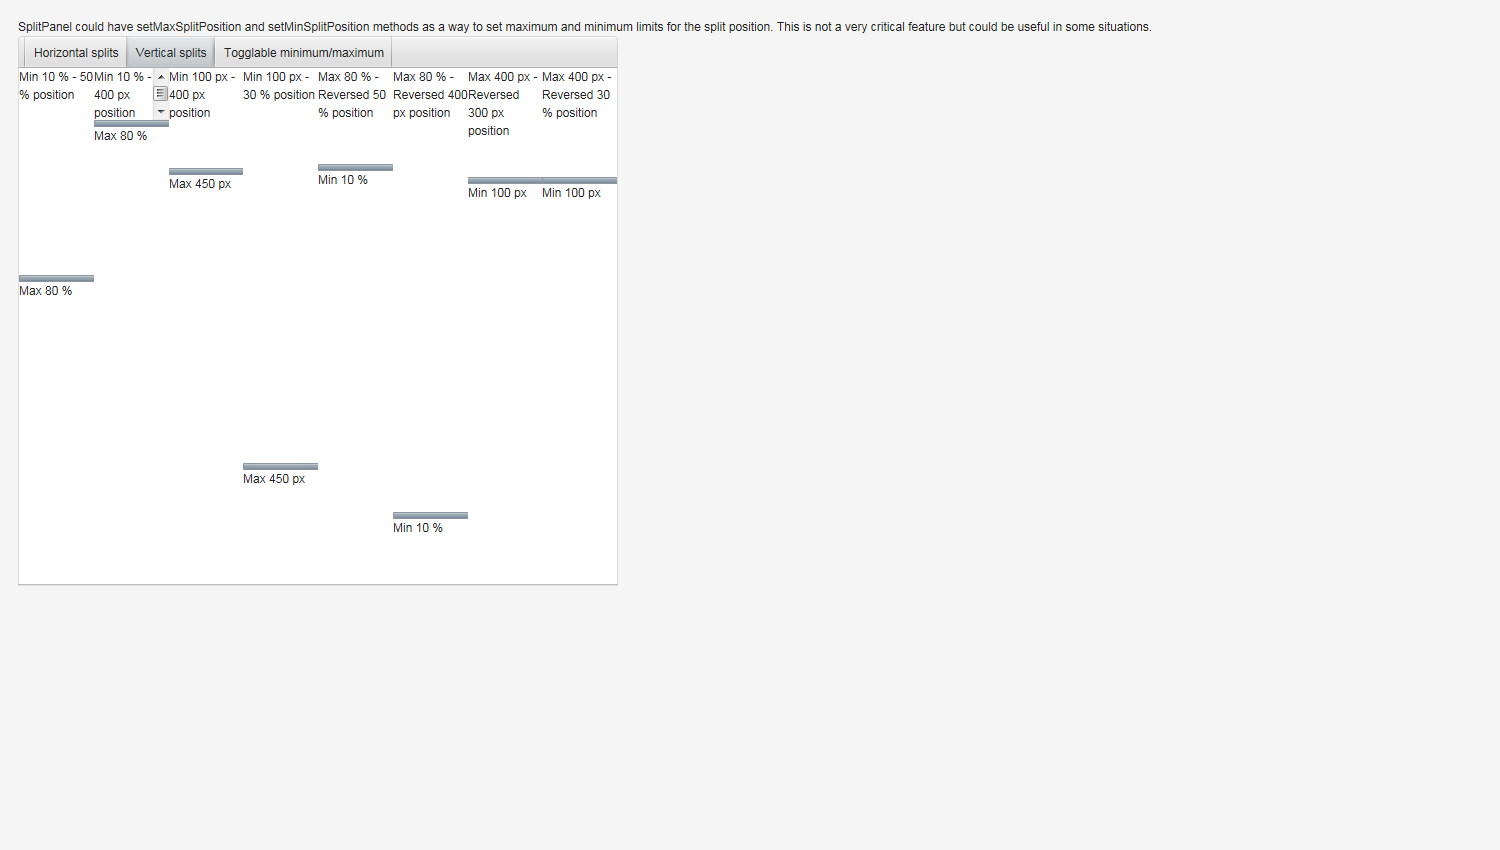 SplitPanel could have setMaxSplitPosition and setMinSplitPosition methods as a way to set maximum and minimum limits for the split position. This is not a very critical feature but could be useful in some situations.
Horizontal splits
Vertical splits
Togglable minimum/maximum
Min 10 % - 50
% position
Max 80 %
Min 10 % -
400 px
position
Max 80 %
Min 100 px -
400 px
position
Max 450 px
Min 100 px -
30 % position
Max 450 px
Max 80 % -
Reversed 50
% position
Min 10 %
Max 80 % -
Reversed 400
px position
Min 10 %
Max 400 px -
Reversed
300 px
position
Min 100 px
Max 400 px -
Reversed 30
% position
Min 100 px